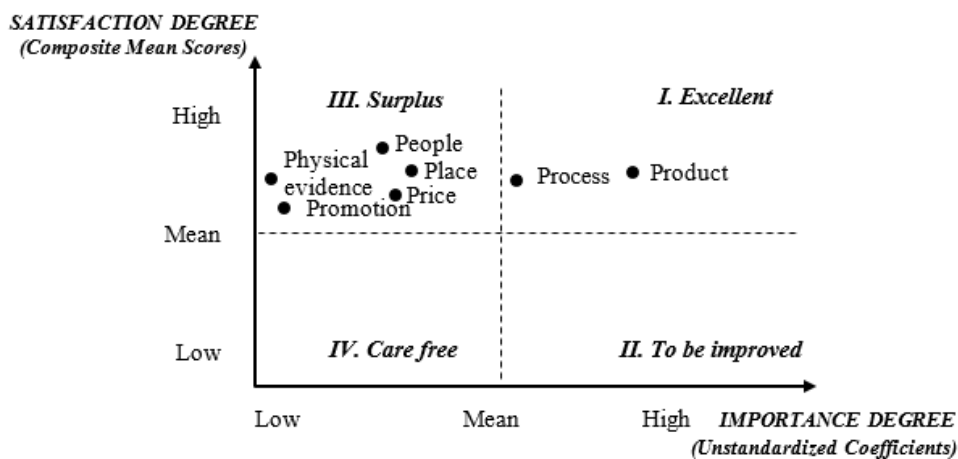 SATISFACTION DEGREE
(Composite Mean Scores)
III. Surplus
I. Excellent
High
People
Physical
evidence
Place
Process
Product
Price
Promotion
Mean
Low
IV. Care free
II. To be improved
Low
Mean
High
IMPORTANCE DEGREE
(Unstandardized Coefficients)